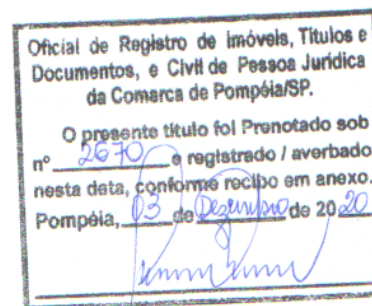 Oficial de Registro de Imóveis, Títulos e
Documentos, e Civil de Pessoa Jurídica
da Comarca de Pompéia/SP.
O presente título foi Prenotado sob
nº 2670 e registrado / averbado
nesta data, conforme recibo em anexo.
Pompéia, 03 de Dezembro de 2020